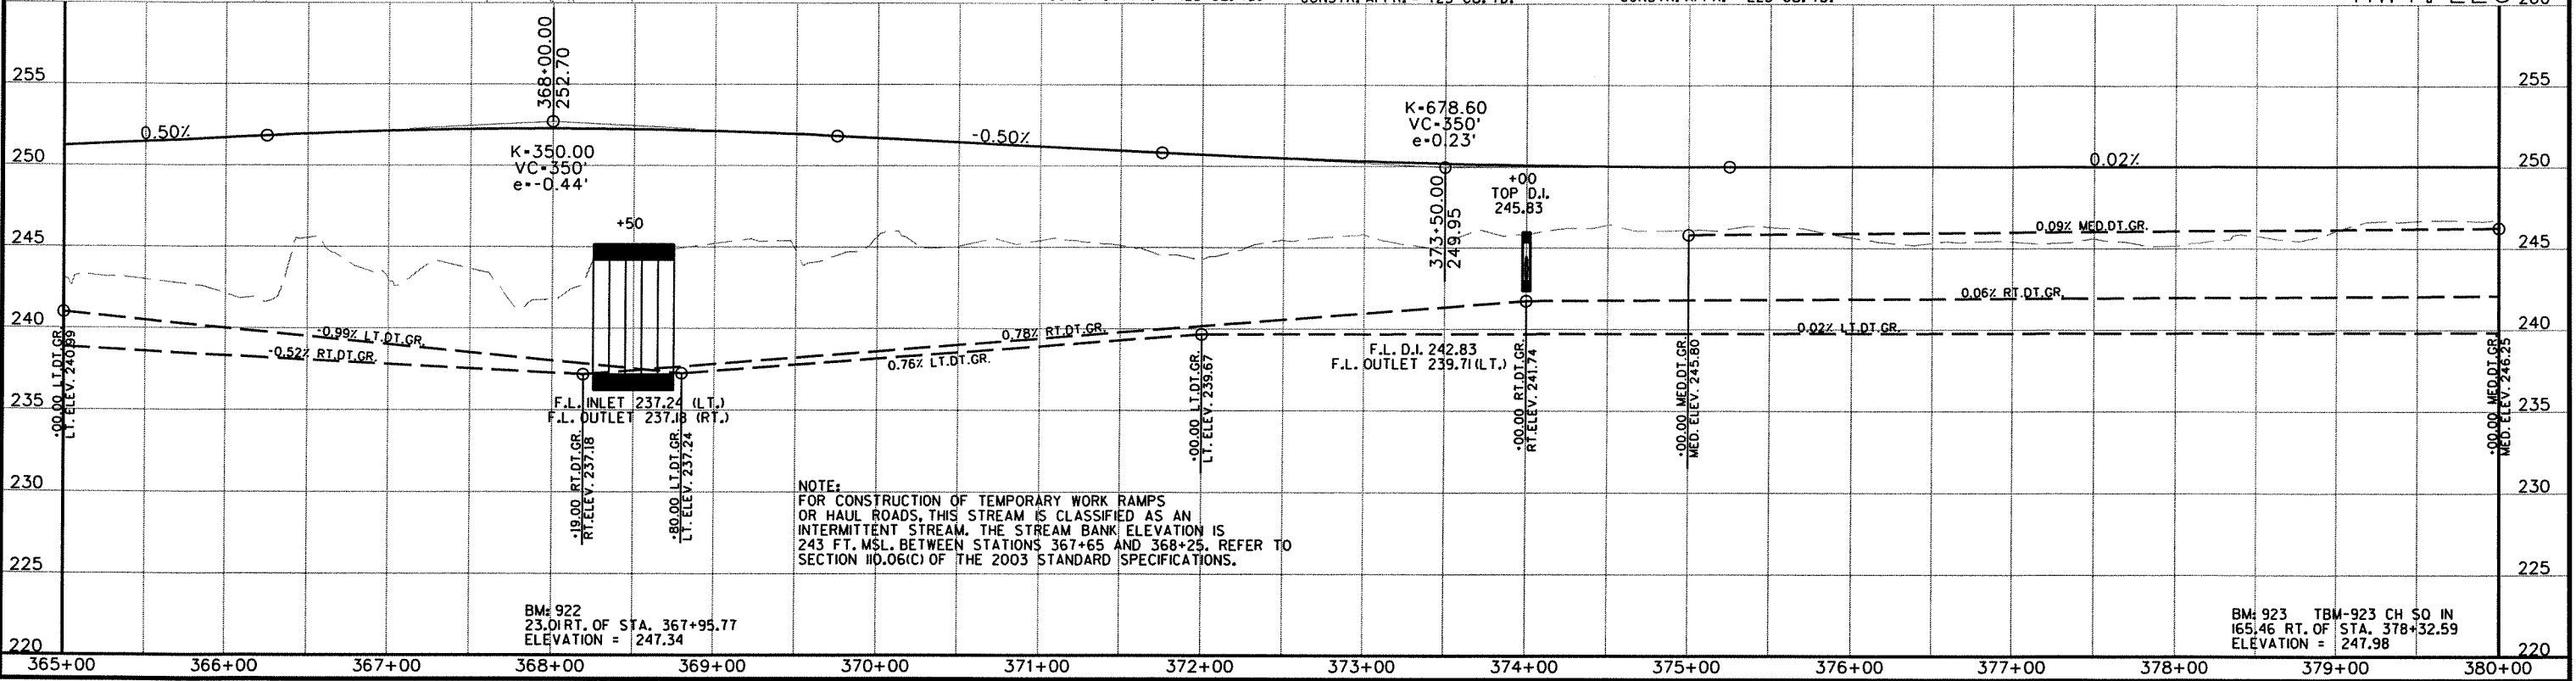 CONSTR. APPR. = 125 CU. YD.
CONSTR. APPR. = 225 CU. YD.
260
255
255
368+00.00
252.70
0.50%
-0.50%
K=350.00
VC=350'
e=-0.44'
K=678.60
VC=350'
e=0.23'
373+50.00
249.95
0.02%
250
250
+50
+00
TOP D.I.
245.83
245
0.09% MED.DT.GR.
245
240
+00.00 LT.DT.GR.
LT. ELEV. 240.99
-0.99% LT.DT.GR.
-0.52% RT.DT.GR.
0.78% RT.DT.GR.
0.76% LT.DT.GR.
0.06% RT.DT.GR.
0.02% LT.DT.GR.
240
F.L. INLET 237.24 (LT.)
F.L. OUTLET 237.18 (RT.)
F.L. D.I. 242.83
F.L. OUTLET 239.71 (LT.)
235
+19.00 RT.DT.GR.
RT.ELEV. 237.18
+80.00 LT.DT.GR.
LT. ELEV. 237.24
+00.00 LT.DT.GR.
LT. ELEV. 239.67
+00.00 RT.DT.GR.
RT.ELEV. 241.74
+00.00 MED.DT.GR.
MED. ELEV. 245.80
+00.00 MED.DT.GR.
MED. ELEV. 246.25
235
230
230
NOTE:
FOR CONSTRUCTION OF TEMPORARY WORK RAMPS
OR HAUL ROADS, THIS STREAM IS CLASSIFIED AS AN
INTERMITTENT STREAM. THE STREAM BANK ELEVATION IS
243 FT. MSL. BETWEEN STATIONS 367+65 AND 368+25. REFER TO
SECTION 110.06(C) OF THE 2003 STANDARD SPECIFICATIONS.
225
225
BM: 922
23.01 RT. OF STA. 367+95.77
ELEVATION = 247.34
BM: 923 TBM-923 CH SQ IN
165.46 RT. OF STA. 378+32.59
ELEVATION = 247.98
220
220
365+00 366+00 367+00 368+00 369+00 370+00 371+00 372+00 373+00 374+00 375+00 376+00 377+00 378+00 379+00 380+00